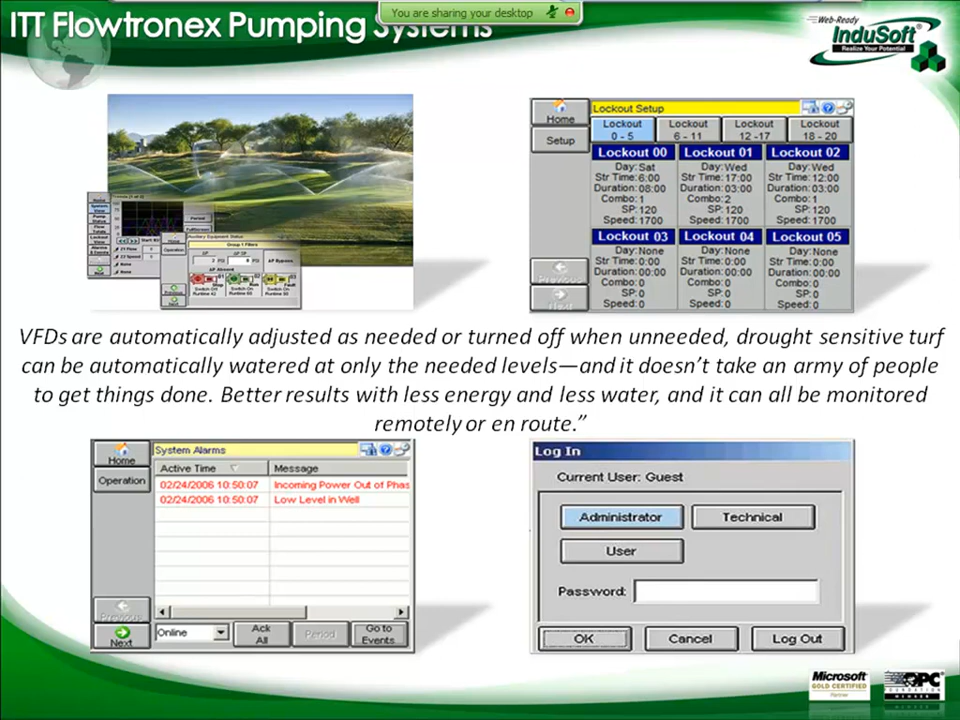 You are sharing your desktop
ITT Flowtronex Pumping Systems
Web-Ready
InduSoft
Realize Your Potential
Auxiliary Equipment Status
Group 1 Filters
Lockout Setup
Home
Setup
Lockout 0 - 5
Lockout 6 - 11
Lockout 12 -17
Lockout 18 - 20
Lockout 00
Day: Sat
Str Time: 6:00
Duration: 08:00
Combo: 1
SP: 120
Speed: 1700
Lockout 01
Day: Wed
Str Time: 17:00
Duration: 03:00
Combo: 2
SP: 120
Speed: 1700
Lockout 02
Day: Wed
Str Time: 12:00
Duration: 03:00
Combo: 1
SP: 120
Speed: 1700
Lockout 03
Day: None
Str Time: 0:00
Duration: 00:00
Combo: 0
SP: 0
Speed: 0
Lockout 04
Day: None
Str Time: 0:00
Duration: 00:00
Combo: 0
SP: 0
Speed: 0
Lockout 05
Day: None
Str Time: 0:00
Duration: 00:00
Combo: 0
SP: 0
Speed: 0
Previous
Next
VFDs are automatically adjusted as needed or turned off when unneeded, drought sensitive turf
can be automatically watered at only the needed levels—and it doesn't take an army of people
to get things done. Better results with less energy and less water, and it can all be monitored
remotely or en route."
Home
Operation
System Alarms
Active Time Message
02/24/2006 10:50:07 Incoming Power Out of Phas
02/24/2006 10:50:07 Low Level in Well
Previous
Next
Online
Ack All
Period
Go to Events
Log In
Current User: Guest
Administrator
Technical
User
Password:
OK
Cancel
Log Out
Microsoft
GOLD CERTIFIED
Partner
OPC
FOUNDATION
MEMBER